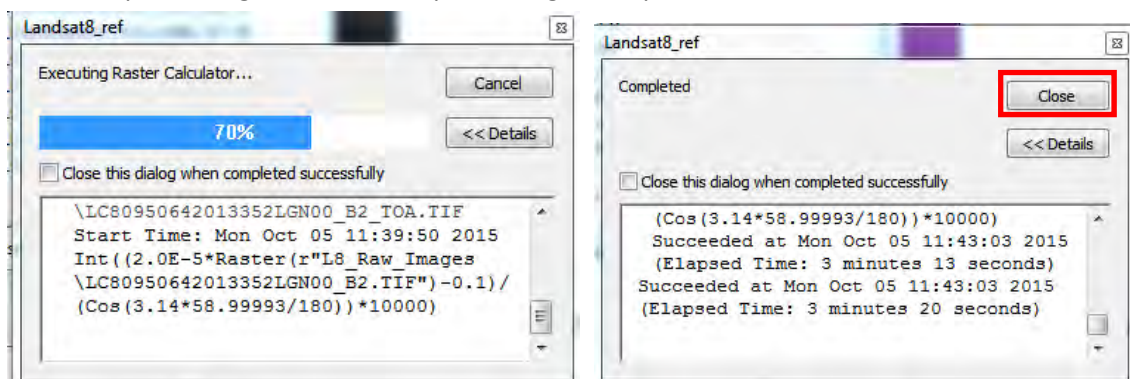 Landsat8_ref
Executing Raster Calculator...
Cancel
70%
<< Details
Close this dialog when completed successfully
\LC80950642013352LGN00_B2_TOA.TIF
Start Time: Mon Oct 05 11:39:50 2015
Int((2.0E-5*Raster(r"L8_Raw_Images
\LC80950642013352LGN00_B2.TIF")-0.1)/
(Cos(3.14*58.99993/180))*10000)
Landsat8_ref
Completed
Close
<< Details
Close this dialog when completed successfully
(Cos(3.14*58.99993/180))*10000)
Succeeded at Mon Oct 05 11:43:03 2015
(Elapsed Time: 3 minutes 13 seconds)
Succeeded at Mon Oct 05 11:43:03 2015
(Elapsed Time: 3 minutes 20 seconds)